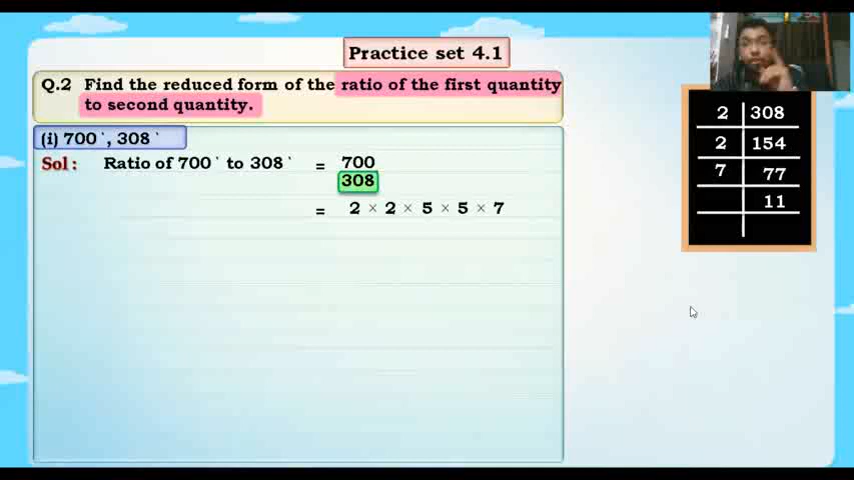 Practice set 4.1
Q.2 Find the reduced form of the ratio of the first quantity
to second quantity.
(i) 700 `, 308 `
Sol : Ratio of 700 ` to 308 ` = 700
308
= 2 × 2 × 5 × 5 × 7
2 308
2 154
7 77
11